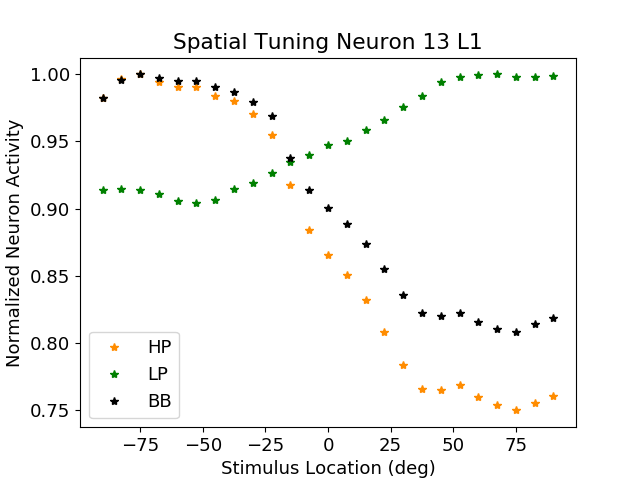 Spatial Tuning Neuron 13 L1
Normalized Neuron Activity
1.00
0.95
0.90
0.85
0.80
0.75
HP
LP
BB
−75 −50 −25 0 25 50 75
Stimulus Location (deg)